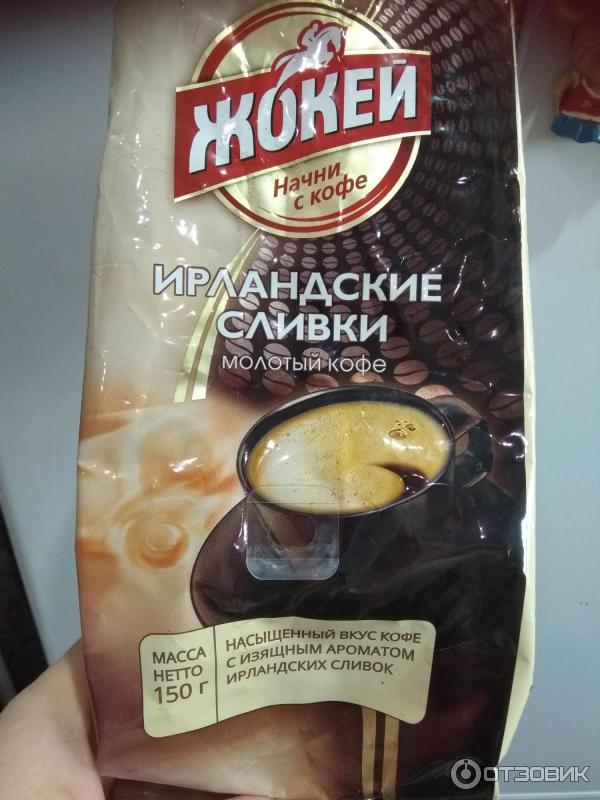 ЖОКЕЙ
Начни
с кофе
ИРЛАНДСКИЕ
СЛИВКИ
МОЛОТЫЙ КОФЕ
МАССА
НЕТТО
150 г
НАСЫЩЕННЫЙ ВКУС КОФЕ
С ИЗЯЩНЫМ АРОМАТОМ
ИРЛАНДСКИХ СЛИВОК
ОТЗОВИК